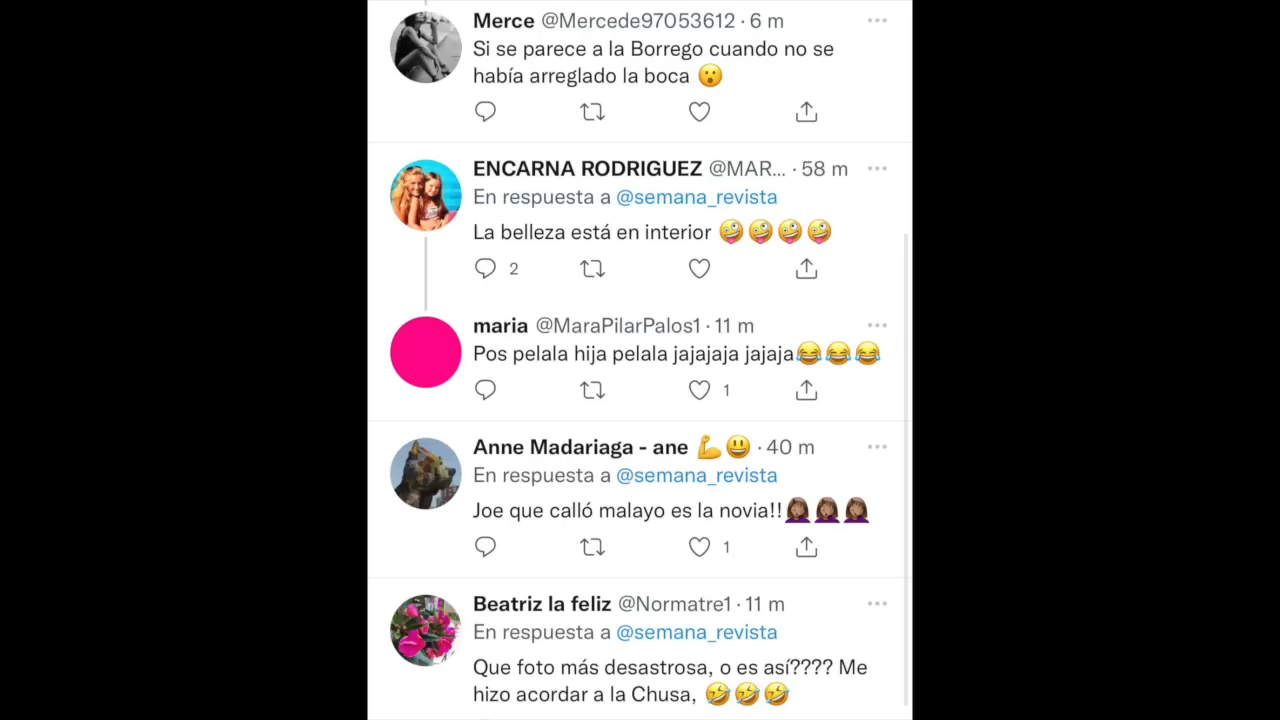 Merce @Mercede97053612 · 6 m
Si se parece a la Borrego cuando no se
había arreglado la boca 😮
ENCARNA RODRIGUEZ @MAR... · 58 m
En respuesta a @semana_revista
La belleza está en interior 🤪🤪🤪🤪
2
maria @MaraPilarPalos1 · 11 m
Pos pelala hija pelala jajajaja jajaja😂😂😂
1
Anne Madariaga - ane 💪😃 · 40 m
En respuesta a @semana_revista
Joe que calló malayo es la novia!!🤦🏾‍♀️🤦🏾‍♀️🤦🏾‍♀️
1
Beatriz la feliz @Normatre1 · 11 m
En respuesta a @semana_revista
Que foto más desastrosa, o es así???? Me
hizo acordar a la Chusa, 🤣🤣🤣